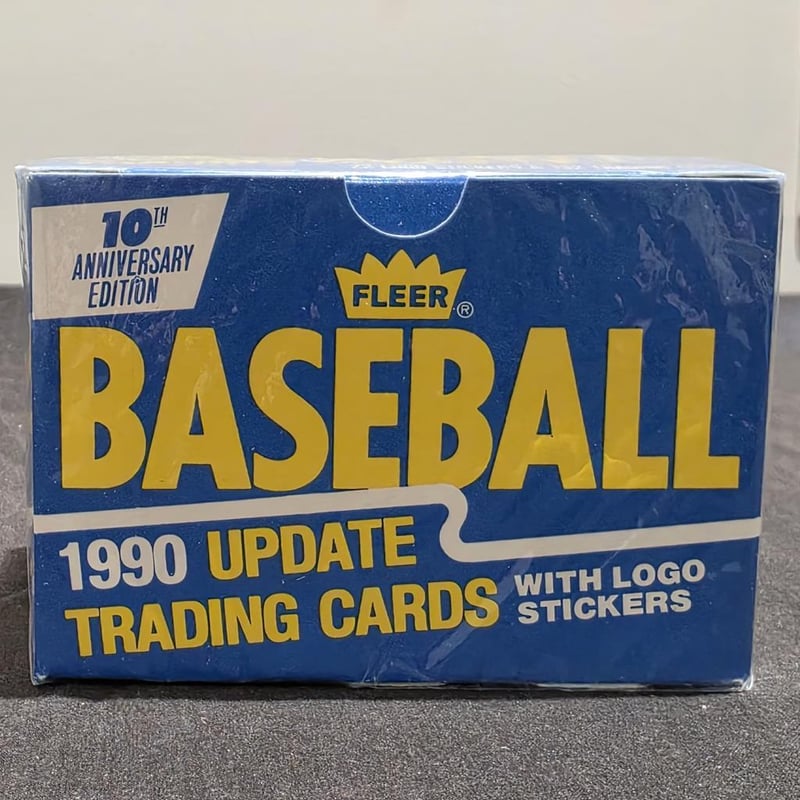 10TH
ANNIVERSARY
EDITION
FLEER®
BASEBALL
1990 UPDATE
TRADING CARDS
WITH LOGO
STICKERS